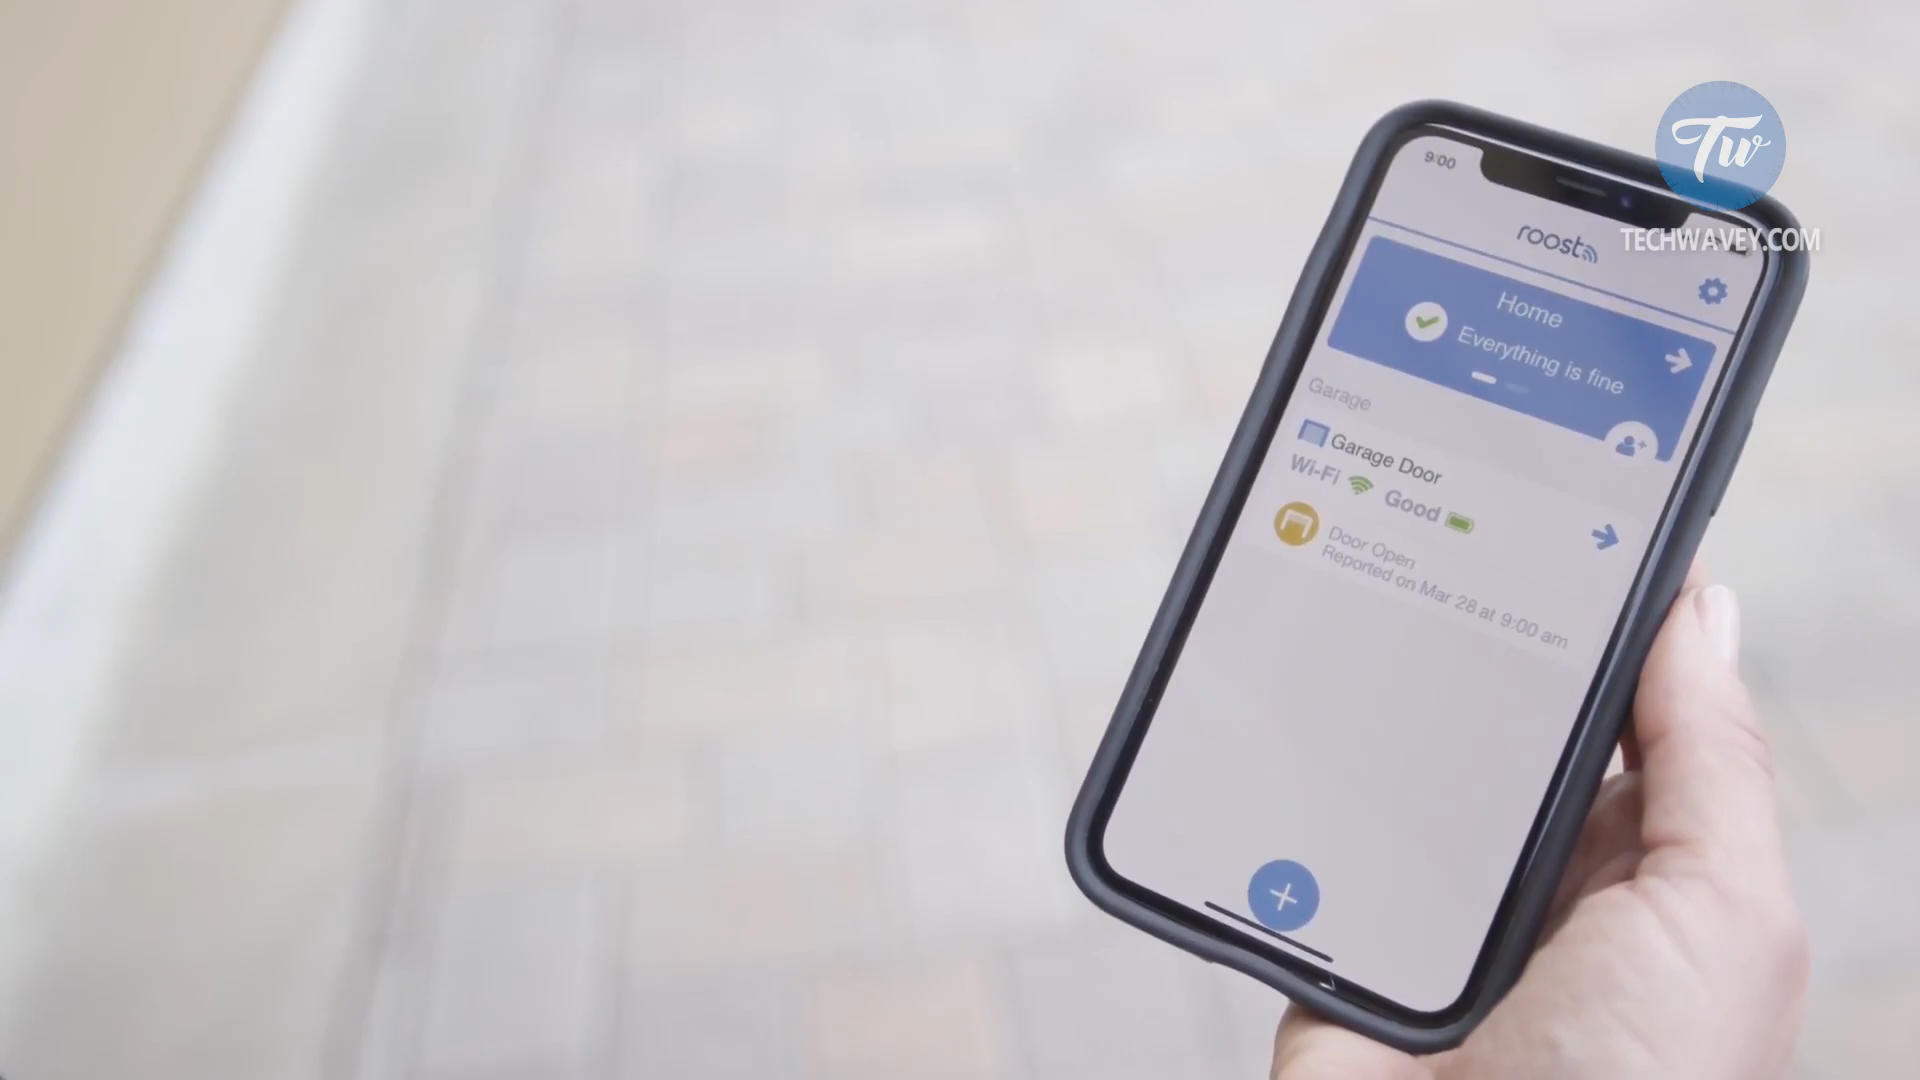 Tw
TECHWAVEY.COM
9:00
roost
Home
Everything is fine
Garage
Garage Door
Wi-Fi Good
Door Open
Reported on Mar 28 at 9:00 am